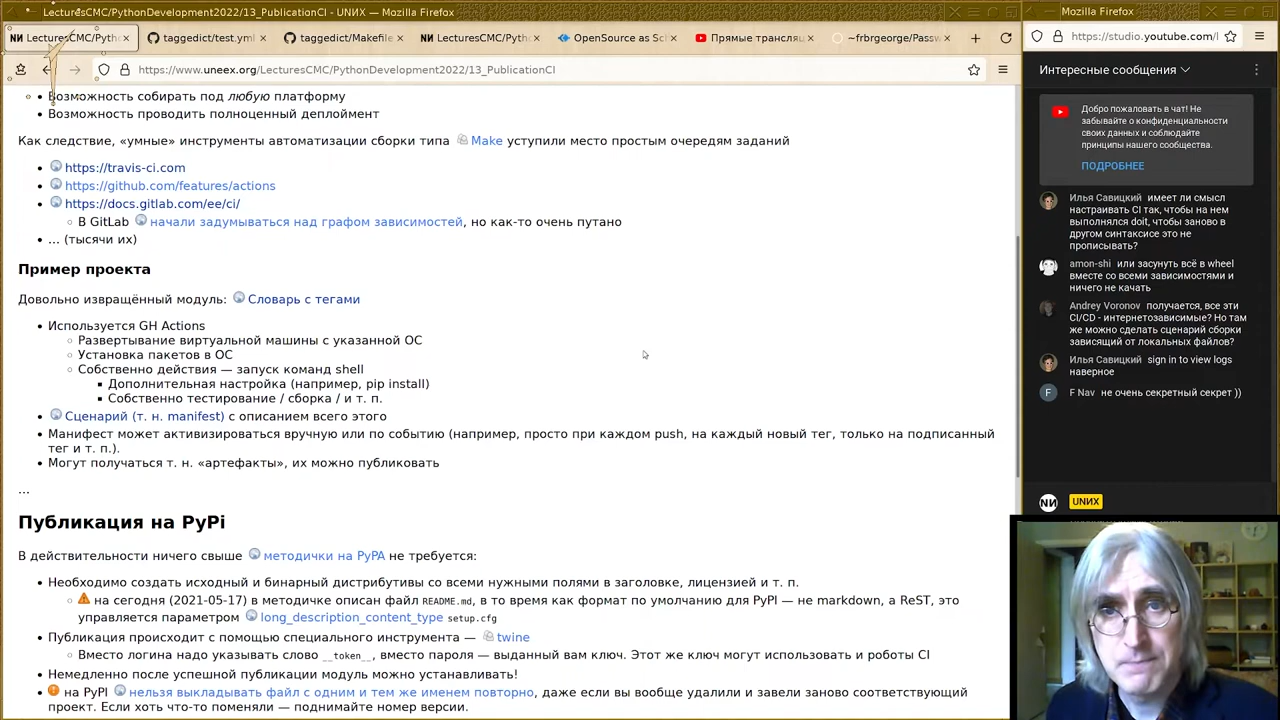 LecturesCMC/PythonDevelopment2022/13_PublicationCI - UNИX — Mozilla Firefox
Mozilla Firefox
LecturesCMC/Pytho
taggedict/test.yml
taggedict/Makefile
LecturesCMC/Pytho
OpenSource as Sci
Прямые трансляц
~frbrgeorge/Passw
https://www.uneex.org/LecturesCMC/PythonDevelopment2022/13_PublicationCI
https://studio.youtube.com/l
Возможность собирать под любую платформу
Возможность проводить полноценный деплоймент
Как следствие, «умные» инструменты автоматизации сборки типа Make уступили место простым очередям заданий
https://travis-ci.com
https://github.com/features/actions
https://docs.gitlab.com/ee/ci/
В GitLab начали задумываться над графом зависимостей, но как-то очень путано
... (тысячи их)
Пример проекта
Довольно извращённый модуль: Словарь с тегами
Используется GH Actions
Развертывание виртуальной машины с указанной ОС
Установка пакетов в ОС
Собственно действия — запуск команд shell
Дополнительная настройка (например, pip install)
Собственно тестирование / сборка / и т. п.
Сценарий (т. н. manifest) с описанием всего этого
Манифест может активизироваться вручную или по событию (например, просто при каждом push, на каждый новый тег, только на подписанный
тег и т. п.).
Могут получаться т. н. «артефакты», их можно публиковать
...
Публикация на PyPi
В действительности ничего свыше методички на PyPA не требуется:
Необходимо создать исходный и бинарный дистрибутивы со всеми нужными полями в заголовке, лицензией и т. п.
на сегодня (2021-05-17) в методичке описан файл README.md, в то время как формат по умолчанию для PyPI — не markdown, а ReST, это
управляется параметром long_description_content_type setup.cfg
Публикация происходит с помощью специального инструмента — twine
Вместо логина надо указывать слово __token__, вместо пароля — выданный вам ключ. Этот же ключ могут использовать и роботы CI
Немедленно после успешной публикации модуль можно устанавливать!
на PyPI нельзя выкладывать файл с одним и тем же именем повторно, даже если вы вообще удалили и завели заново соответствующий
проект. Если хоть что-то поменяли — поднимайте номер версии.
Интересные сообщения
Добро пожаловать в чат! Не
забывайте о конфиденциальности
своих данных и соблюдайте
принципы нашего сообщества.
ПОДРОБНЕЕ
Илья Савицкий имеет ли смысл
настраивать CI так, чтобы на нем
выполнялся doit, чтобы заново в
другом синтаксисе это не
прописывать?
amon-shi или засунуть всё в wheel
вместе со всеми зависимостями и
ничего не качать
Andrey Voronov получается, все эти
CI/CD - интернетозависимые? Но там
же можно сделать сценарий сборки
зависящий от локальных файлов?
Илья Савицкий sign in to view logs
наверное
F
F Nav не очень секретный секрет ))
NИ
UNИX